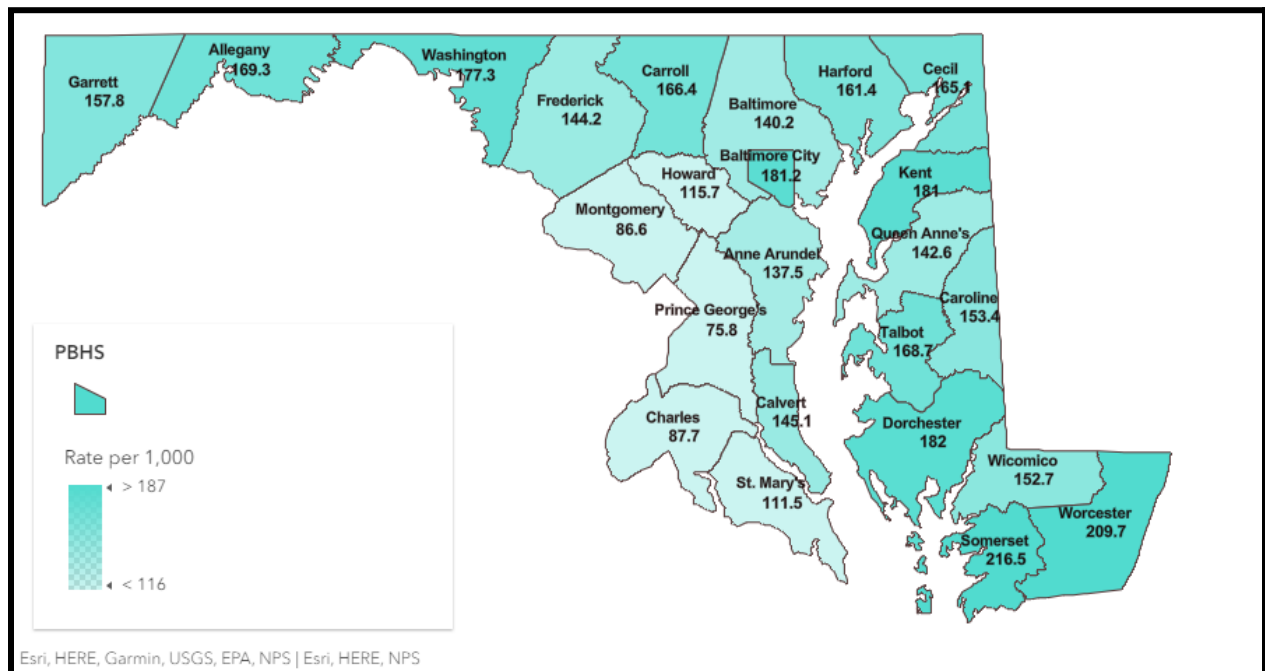 Garrett
157.8
Allegany
169.3
Washington
177.3
Frederick
144.2
Carroll
166.4
Baltimore
140.2
Harford
161.4
Cecil
165.1
Baltimore City
181.2
Howard
115.7
Montgomery
86.6
Kent
181
Queen Anne's
142.6
Anne Arundel
137.5
Prince George's
75.8
Caroline
153.4
Talbot
168.7
Calvert
145.1
Charles
87.7
St. Mary's
111.5
Dorchester
182
Wicomico
152.7
Worcester
209.7
Somerset
216.5
PBHS
Rate per 1,000
> 187
< 116
Esri, HERE, Garmin, USGS, EPA, NPS | Esri, HERE, NPS